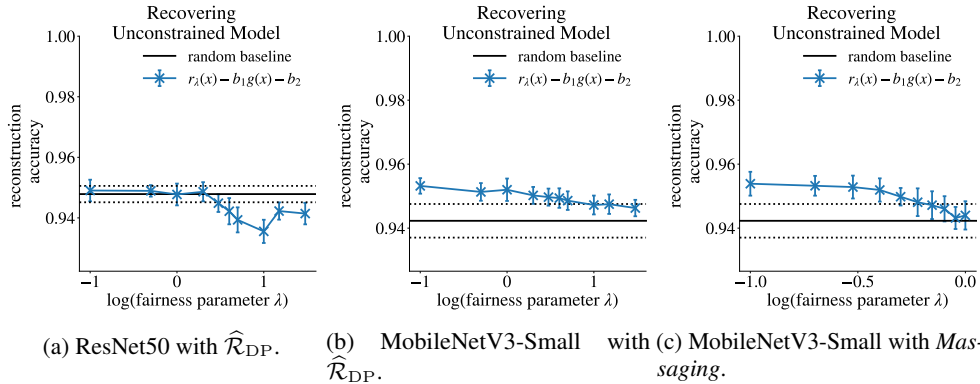 Recovering
Unconstrained Model
1.00
0.98
0.96
0.94
random baseline
rλ(x) − b₁g(x) − b₂
reconstruction
accuracy
−1
0
1
log(fairness parameter λ)
(a) ResNet50 with R̂_DP.
Recovering
Unconstrained Model
1.00
0.98
0.96
0.94
random baseline
rλ(x) − b₁g(x) − b₂
reconstruction
accuracy
−1
0
1
log(fairness parameter λ)
(b) MobileNetV3-Small with
R̂_DP.
Recovering
Unconstrained Model
1.00
0.98
0.96
0.94
random baseline
rλ(x) − b₁g(x) − b₂
reconstruction
accuracy
−1.0
−0.5
0.0
log(fairness parameter λ)
(c) MobileNetV3-Small with Mas-
saging.